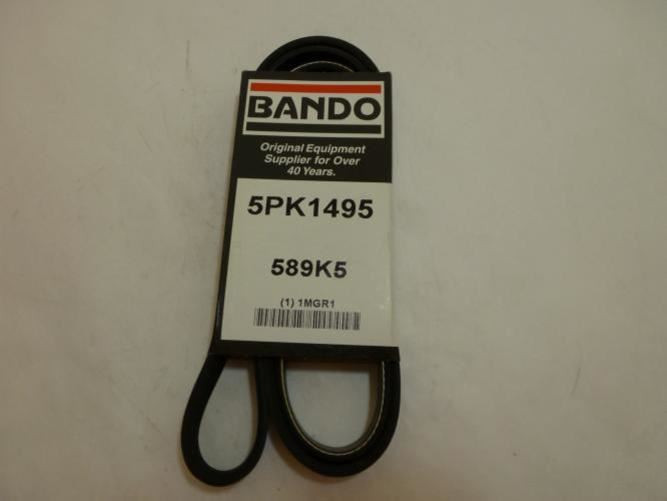 BANDO
Original Equipment
Supplier for Over
40 Years.
5PK1495
589K5
(1) 1MGR1